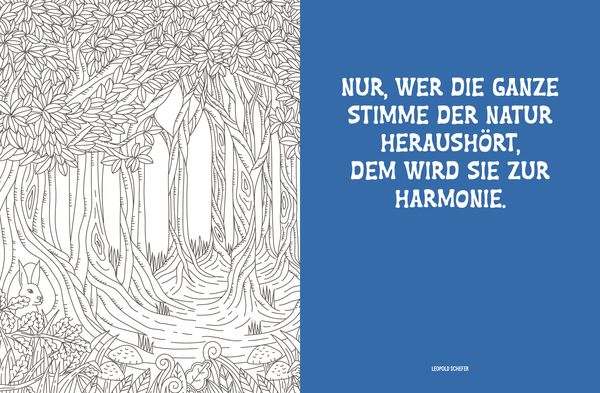 NUR, WER DIE GANZE
STIMME DER NATUR
HERAUSHÖRT,
DEM WIRD SIE ZUR
HARMONIE.
LEOPOLD SCHEFER